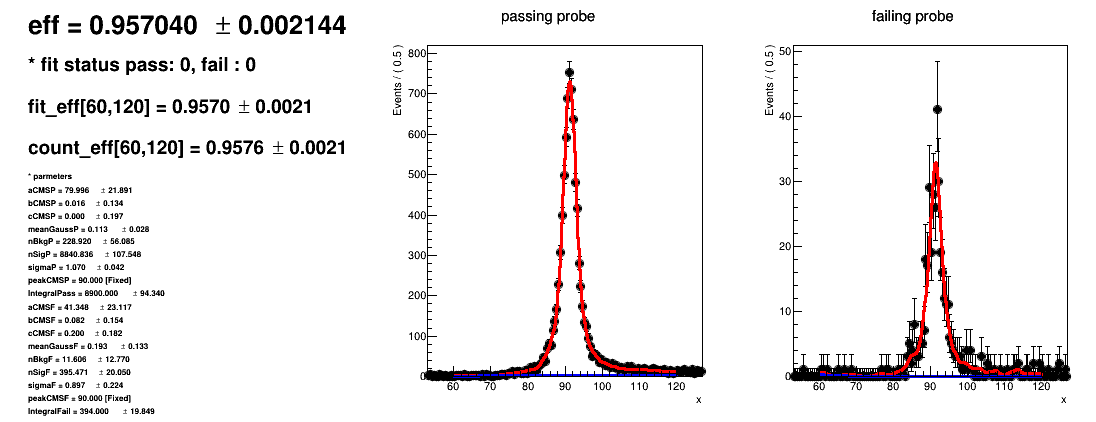 eff = 0.957040 ± 0.002144
* fit status pass: 0, fail : 0
fit_eff[60,120] = 0.9570 ± 0.0021
count_eff[60,120] = 0.9576 ± 0.0021
* parmeters
aCMSP = 79.996 ± 21.891
bCMSP = 0.016 ± 0.134
cCMSP = 0.000 ± 0.197
meanGaussP = 0.113 ± 0.028
nBkgP = 228.920 ± 56.085
nSigP = 8840.836 ± 107.548
sigmaP = 1.070 ± 0.042
peakCMSP = 90.000 [Fixed]
IntegralPass = 8900.000 ± 94.340
aCMSF = 41.348 ± 23.117
bCMSF = 0.082 ± 0.154
cCMSF = 0.200 ± 0.182
meanGaussF = 0.193 ± 0.133
nBkgF = 11.606 ± 12.770
nSigF = 395.471 ± 20.050
sigmaF = 0.897 ± 0.224
peakCMSF = 90.000 [Fixed]
IntegralFail = 394.000 ± 19.849
passing probe
Events / ( 0.5 )
800
700
600
500
400
300
200
100
0
60 70 80 90 100 110 120
x
failing probe
Events / ( 0.5 )
50
40
30
20
10
0
60 70 80 90 100 110 120
x